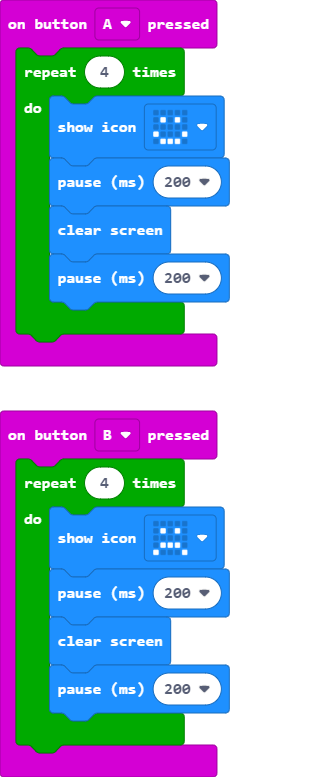 on button A pressed
repeat 4 times
do
show icon
pause (ms) 200
clear screen
pause (ms) 200
on button B pressed
repeat 4 times
do
show icon
pause (ms) 200
clear screen
pause (ms) 200